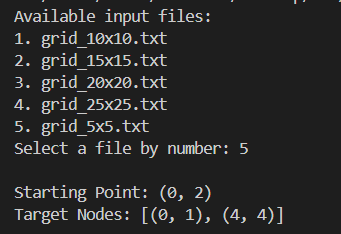 Available input files:
1. grid_10x10.txt
2. grid_15x15.txt
3. grid_20x20.txt
4. grid_25x25.txt
5. grid_5x5.txt
Select a file by number: 5
Starting Point: (0, 2)
Target Nodes: [(0, 1), (4, 4)]